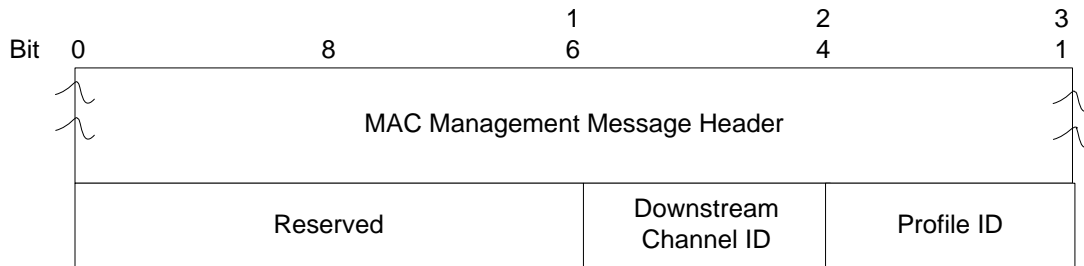 1 2 3
Bit 0 8 6 4 1
MAC Management Message Header
Reserved
Downstream
Channel ID
Profile ID